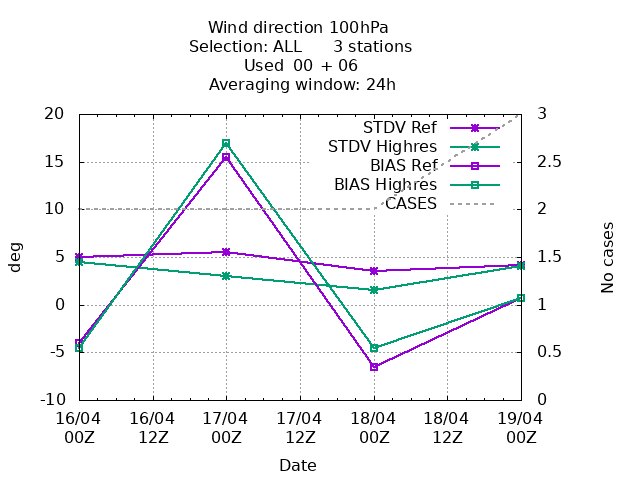 Wind direction 100hPa
Selection: ALL 3 stations
Used 00 + 06
Averaging window: 24h
20 3
STDV Ref
STDV Highres
15 2.5
BIAS Ref
BIAS Highres
CASES
10 2
5 1.5
0 1
-5 0.5
-10 0
deg
No cases
16/04 16/04 17/04 17/04 18/04 18/04 19/04
00Z 12Z 00Z 12Z 00Z 12Z 00Z
Date